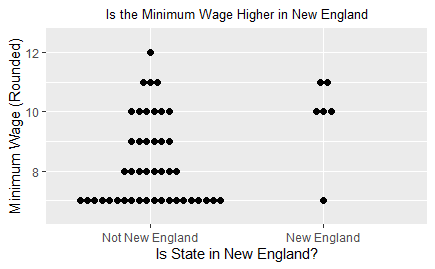 Is the Minimum Wage Higher in New England
Minimum Wage (Rounded)
12
10
8
Not New England
New England
Is State in New England?